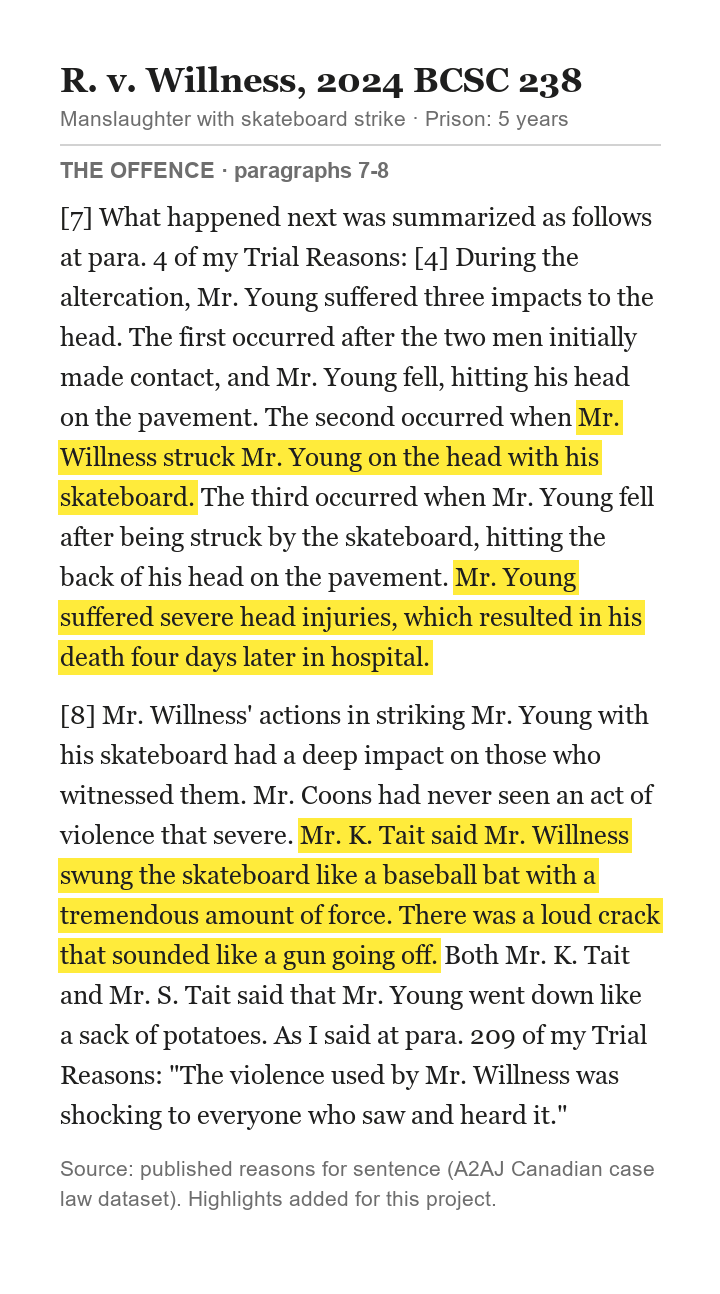 R. v. Willness, 2024 BCSC 238
Manslaughter with skateboard strike · Prison: 5 years
THE OFFENCE · paragraphs 7-8
[7] What happened next was summarized as follows
at para. 4 of my Trial Reasons: [4] During the
altercation, Mr. Young suffered three impacts to the
head. The first occurred after the two men initially
made contact, and Mr. Young fell, hitting his head
on the pavement. The second occurred when Mr.
Willness struck Mr. Young on the head with his
skateboard. The third occurred when Mr. Young fell
after being struck by the skateboard, hitting the
back of his head on the pavement. Mr. Young
suffered severe head injuries, which resulted in his
death four days later in hospital.
[8] Mr. Willness' actions in striking Mr. Young with
his skateboard had a deep impact on those who
witnessed them. Mr. Coons had never seen an act of
violence that severe. Mr. K. Tait said Mr. Willness
swung the skateboard like a baseball bat with a
tremendous amount of force. There was a loud crack
that sounded like a gun going off. Both Mr. K. Tait
and Mr. S. Tait said that Mr. Young went down like
a sack of potatoes. As I said at para. 209 of my Trial
Reasons: "The violence used by Mr. Willness was
shocking to everyone who saw and heard it."
Source: published reasons for sentence (A2AJ Canadian case
law dataset). Highlights added for this project.